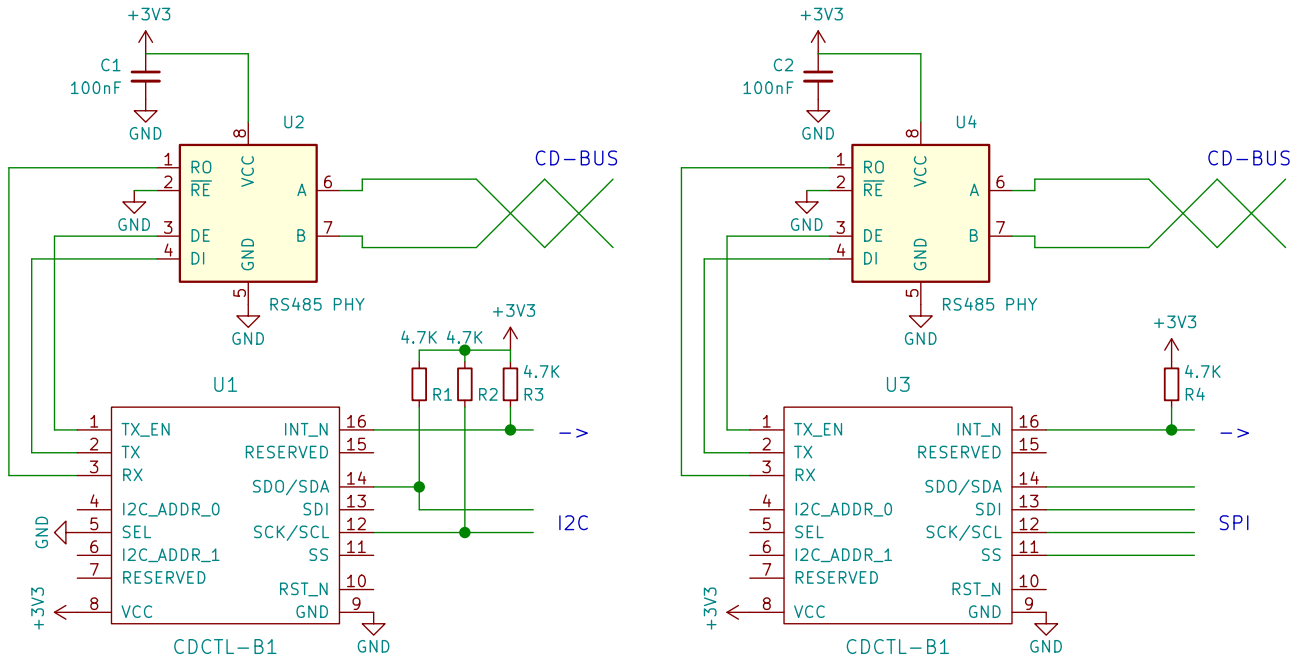 +3V3
C1
100nF
GND
U2
8
VCC
1 RO
2 RE
GND
3 DE
4 DI
A 6
B 7
GND
5
GND
RS485 PHY
CD-BUS
+3V3
4.7K 4.7K
R1 R2
4.7K
R3
U1
1 TX_EN
2 TX
3 RX
4 I2C_ADDR_0
GND 5 SEL
6 I2C_ADDR_1
7 RESERVED
+3V3 8 VCC
INT_N 16
->
RESERVED 15
SDO/SDA 14
SDI 13
I2C
SCK/SCL 12
SS 11
RST_N 10
GND 9
GND
CDCTL-B1
+3V3
C2
100nF
GND
U4
8
VCC
1 RO
2 RE
GND
3 DE
4 DI
A 6
B 7
GND
5
GND
RS485 PHY
CD-BUS
+3V3
4.7K
R4
U3
1 TX_EN
2 TX
3 RX
4 I2C_ADDR_0
5 SEL
6 I2C_ADDR_1
7 RESERVED
+3V3 8 VCC
INT_N 16
->
RESERVED 15
SDO/SDA 14
SDI 13
SPI
SCK/SCL 12
SS 11
RST_N 10
GND 9
GND
CDCTL-B1